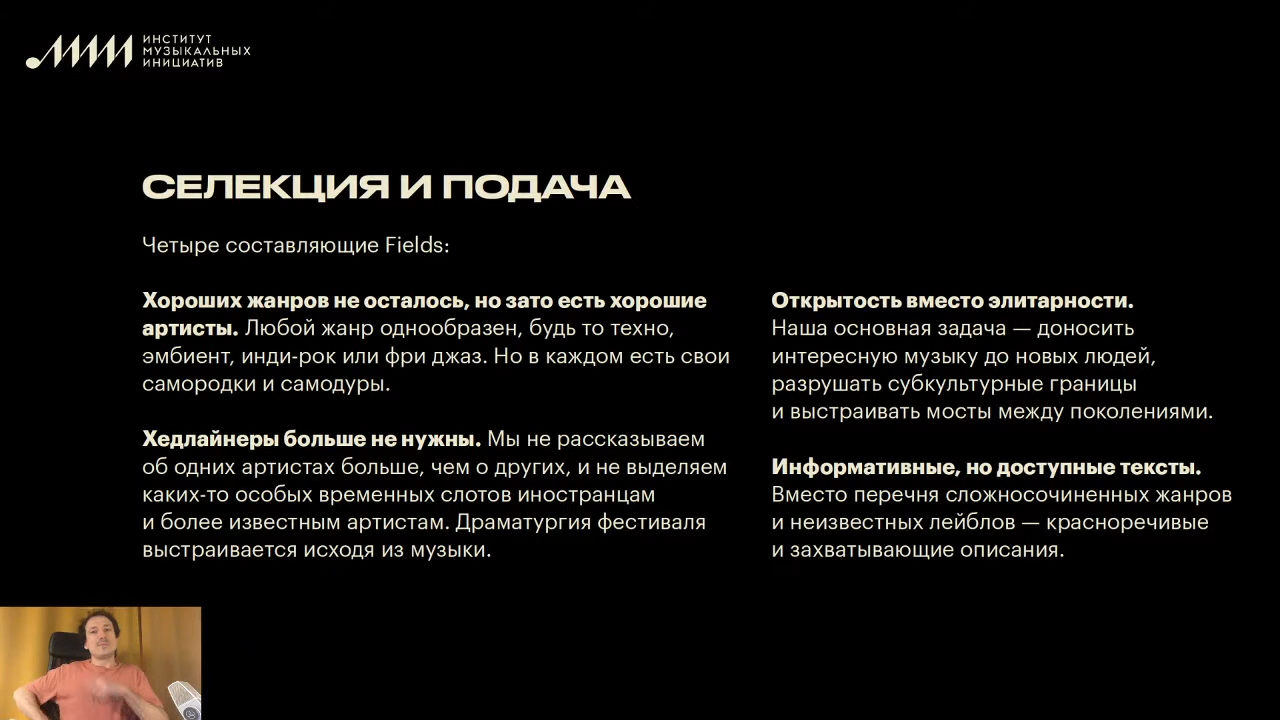 ИНСТИТУТ
МУЗЫКАЛЬНЫХ
ИНИЦИАТИВ
СЕЛЕКЦИЯ И ПОДАЧА
Четыре составляющие Fields:
Хороших жанров не осталось, но зато есть хорошие
артисты. Любой жанр однообразен, будь то техно,
эмбиент, инди-рок или фри джаз. Но в каждом есть свои
самородки и самодуры.
Хедлайнеры больше не нужны. Мы не рассказываем
об одних артистах больше, чем о других, и не выделяем
каких-то особых временных слотов иностранцам
и более известным артистам. Драматургия фестиваля
выстраивается исходя из музыки.
Открытость вместо элитарности.
Наша основная задача — доносить
интересную музыку до новых людей,
разрушать субкультурные границы
и выстраивать мосты между поколениями.
Информативные, но доступные тексты.
Вместо перечня сложносочиненных жанров
и неизвестных лейблов — красноречивые
и захватывающие описания.